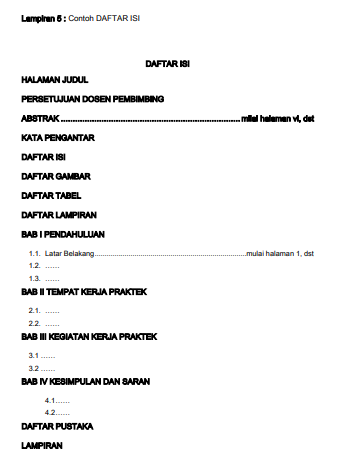 Lampiran 5 : Contoh DAFTAR ISI
DAFTAR ISI
HALAMAN JUDUL
PERSETUJUAN DOSEN PEMBIMBING
ABSTRAK ........................................................................ milai halaman vi, dst
KATA PENGANTAR
DAFTAR ISI
DAFTAR GAMBAR
DAFTAR TABEL
DAFTAR LAMPIRAN
BAB I PENDAHULUAN
1.1. Latar Belakang........................................................................mulai halaman 1, dst
1.2. ……
1.3. ……
BAB II TEMPAT KERJA PRAKTEK
2.1. ……
2.2. ……
BAB III KEGIATAN KERJA PRAKTEK
3.1 ……
3.2 ……
BAB IV KESIMPULAN DAN SARAN
4.1……
4.2……
DAFTAR PUSTAKA
LAMPIRAN